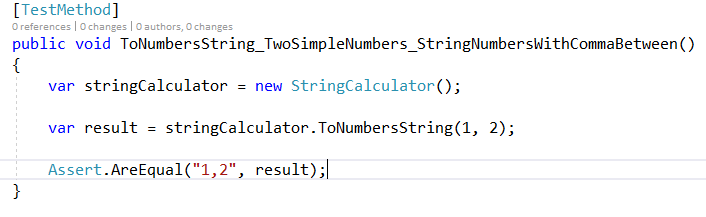 [TestMethod]
0 references | 0 changes | 0 authors, 0 changes
public void ToNumbersString_TwoSimpleNumbers_StringNumbersWithCommaBetween()
{
    var stringCalculator = new StringCalculator();
    var result = stringCalculator.ToNumbersString(1, 2);
    Assert.AreEqual("1,2", result);
}